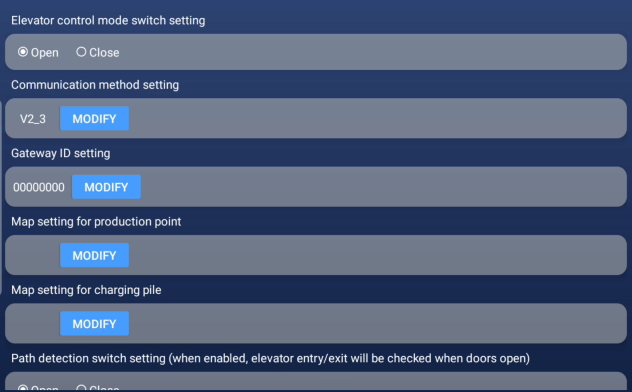 Elevator control mode switch setting
Open Close
Communication method setting
V2_3 MODIFY
Gateway ID setting
00000000 MODIFY
Map setting for production point
MODIFY
Map setting for charging pile
MODIFY
Path detection switch setting (when enabled, elevator entry/exit will be checked when doors open)
Open Close